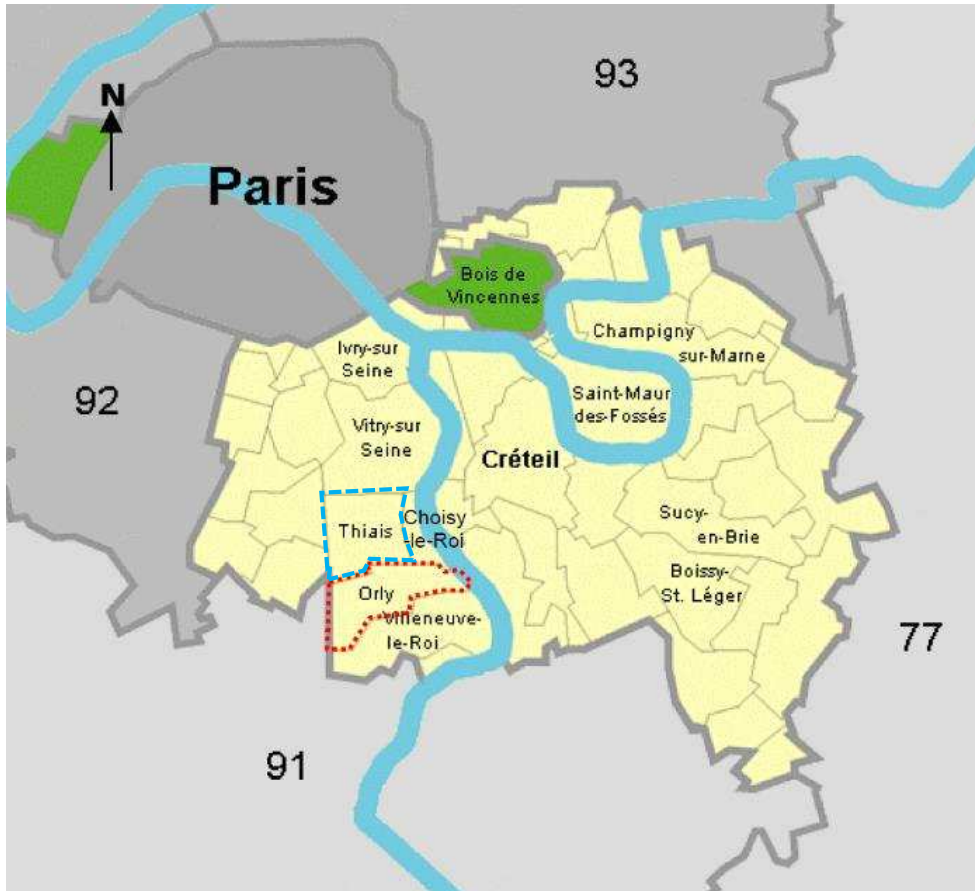 93
N
Paris
Bois de
Vincennes
Champigny
sur-Marne
Ivry-sur
Seine
92
Saint-Maur
des-Fossés
Vitry-sur
Seine
Créteil
Thiais
Choisy
-le-Roi
Sucy-
en-Brie
Boissy-
St. Léger
Orly
Villeneuve-
le-Roi
77
91